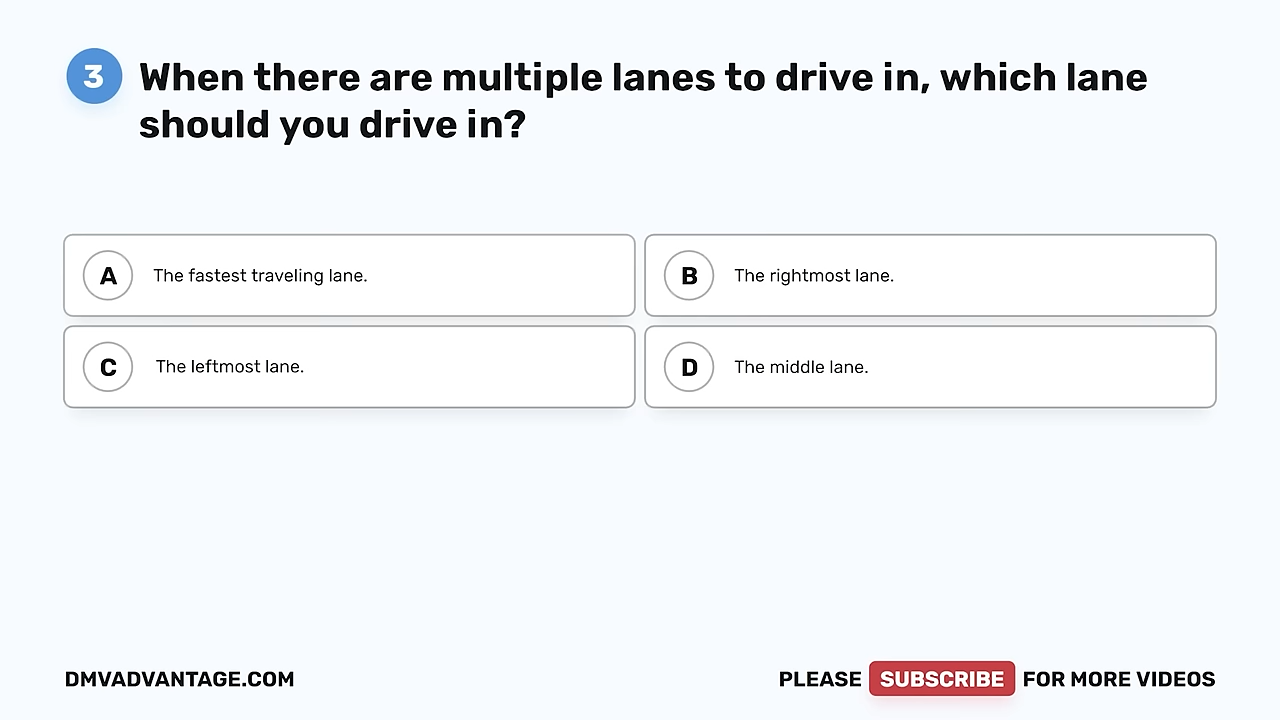 3
When there are multiple lanes to drive in, which lane
should you drive in?
A The fastest traveling lane.
B The rightmost lane.
C The leftmost lane.
D The middle lane.
DMVADVANTAGE.COM
PLEASE SUBSCRIBE FOR MORE VIDEOS